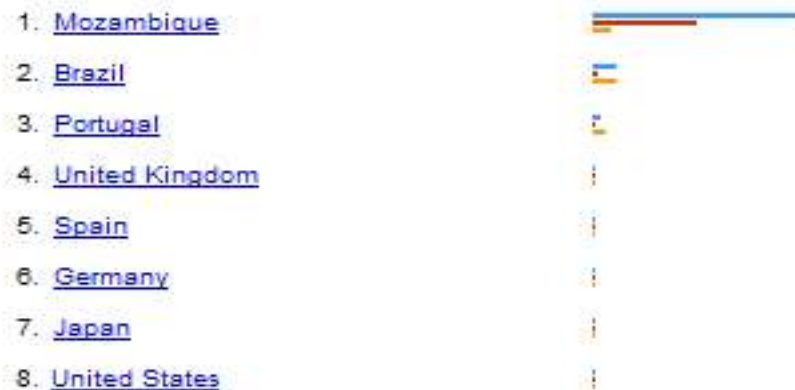 1. Mozambique
2. Brazil
3. Portugal
4. United Kingdom
5. Spain
6. Germany
7. Japan
8. United States